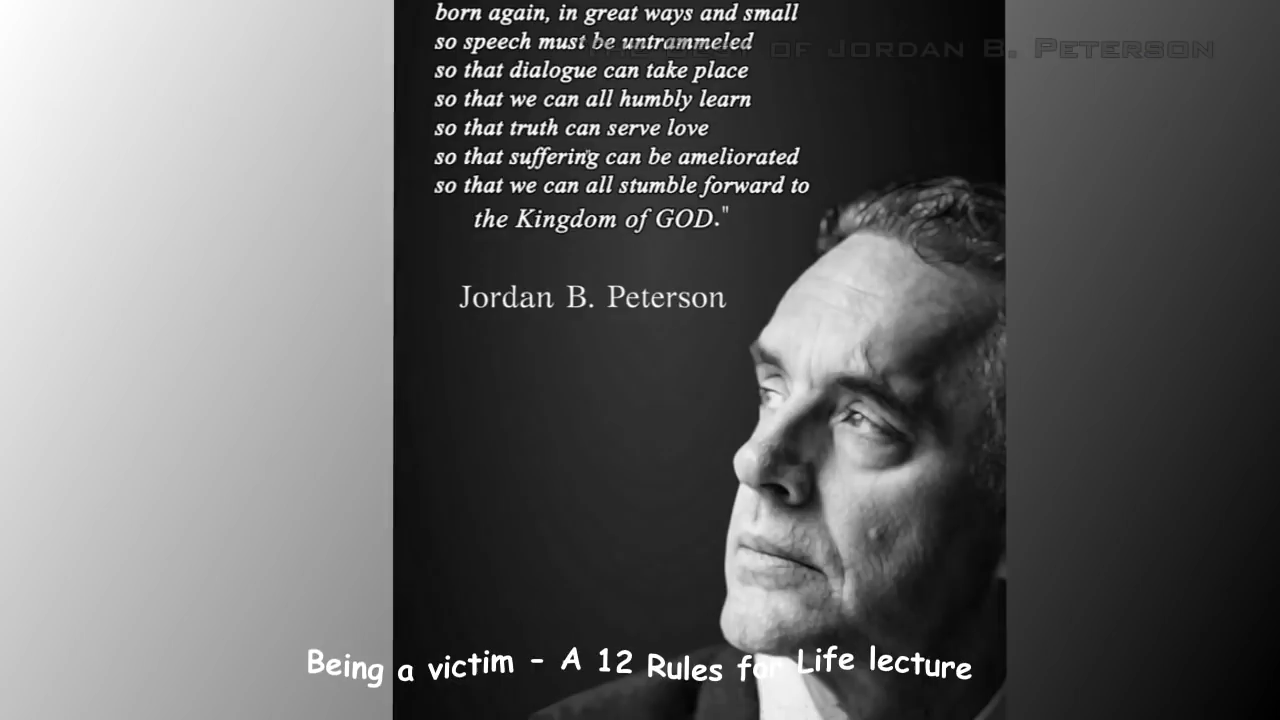 born again, in great ways and small
so speech must be untrammeled
of Jordan B. Peterson
so that dialogue can take place
so that we can all humbly learn
so that truth can serve love
so that suffering can be ameliorated
so that we can all stumble forward to
the Kingdom of GOD."
Jordan B. Peterson
Being a victim - A 12 Rules for Life lecture